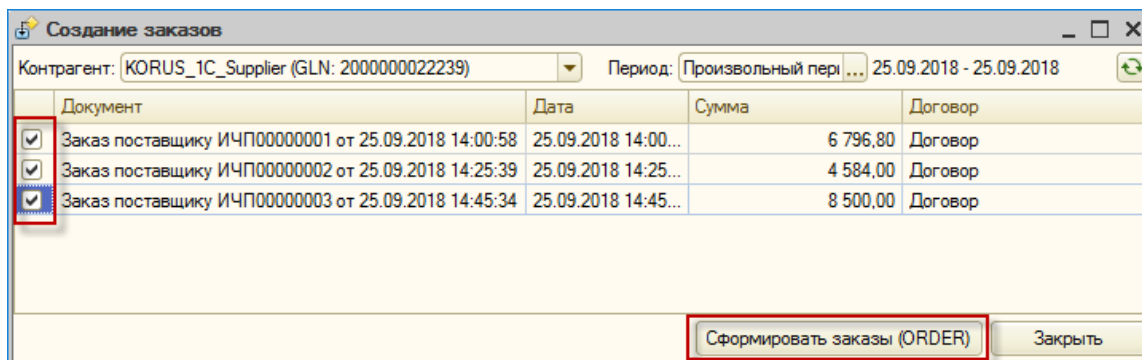 Создание заказов
Контрагент: KORUS_1C_Supplier (GLN: 2000000022239) Период: Произвольный пери ... 25.09.2018 - 25.09.2018
Документ Дата Сумма Договор
Заказ поставщику ИЧП00000001 от 25.09.2018 14:00:58 25.09.2018 14:00... 6 796,80 Договор
Заказ поставщику ИЧП00000002 от 25.09.2018 14:25:39 25.09.2018 14:25... 4 584,00 Договор
Заказ поставщику ИЧП00000003 от 25.09.2018 14:45:34 25.09.2018 14:45... 8 500,00 Договор
Сформировать заказы (ORDER) Закрыть